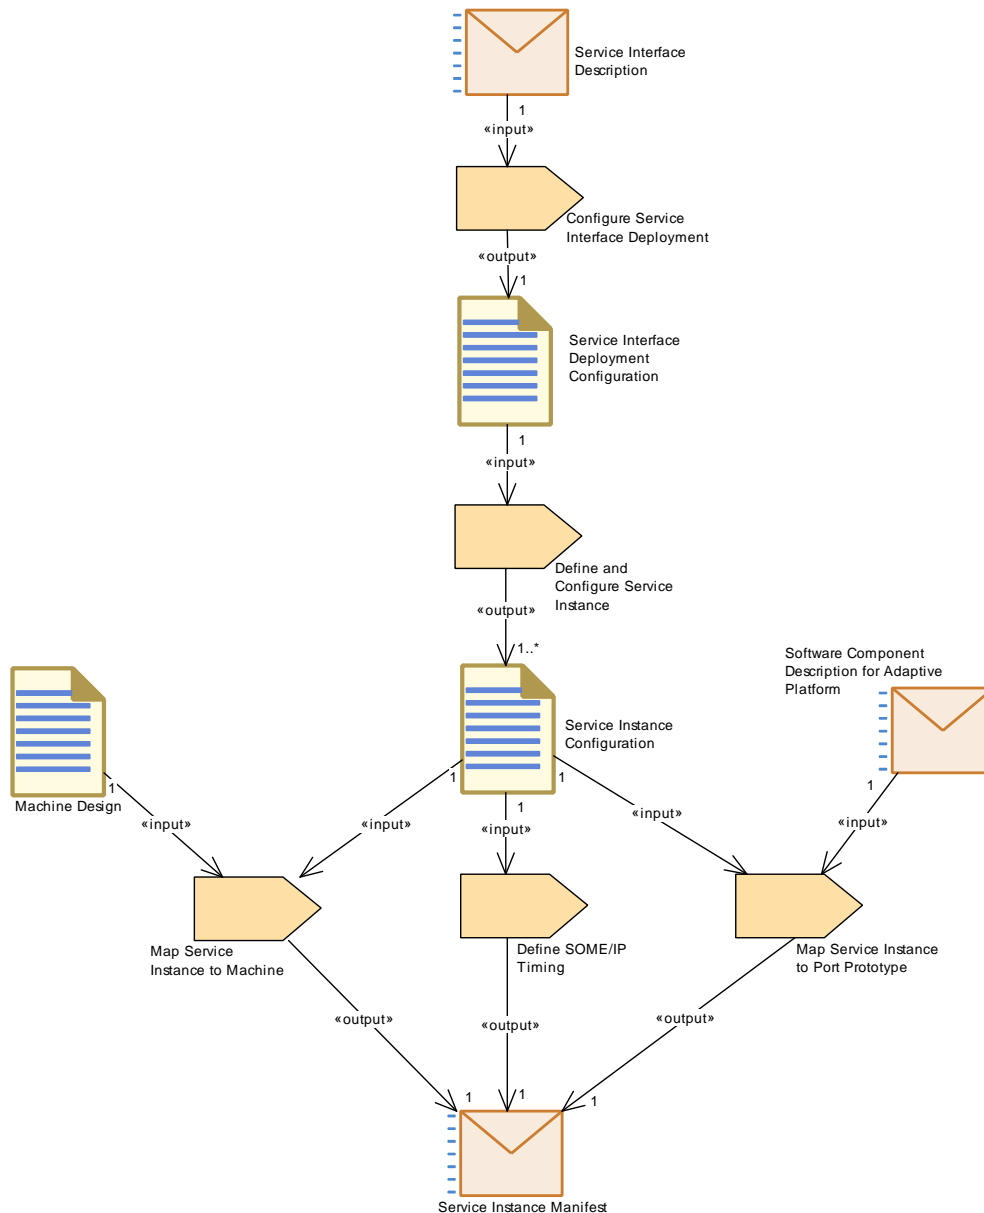 Service Interface
Description
1
«input»
Configure Service
Interface Deployment
«output»
1
Service Interface
Deployment
Configuration
1
«input»
Define and
Configure Service
Instance
«output»
1..*
Software Component
Description for Adaptive
Platform
Service Instance
Configuration
Machine Design
1
1
1
1
1
«input»
«input»
«input»
«input»
«input»
Map Service
Instance to Machine
Define SOME/IP
Timing
Map Service Instance
to Port Prototype
«output»
«output»
«output»
1
1
1
Service Instance Manifest